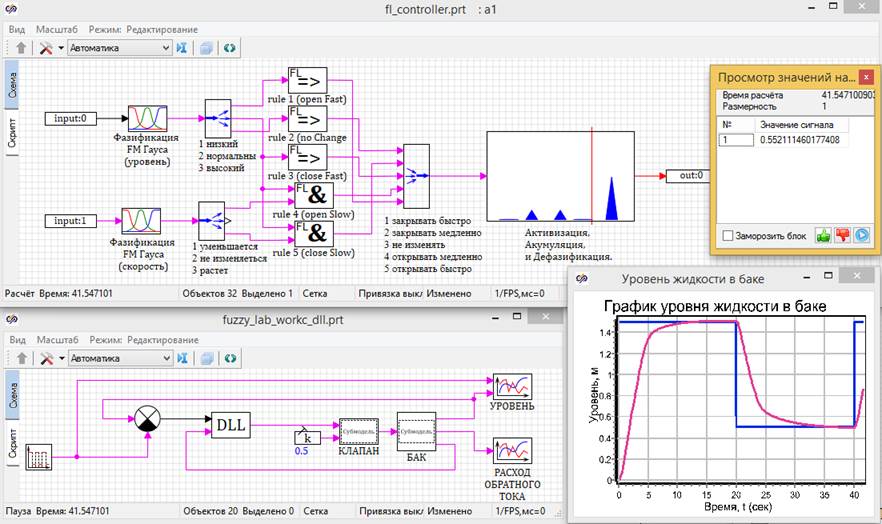 fl_controller.prt : a1
Вид Масштаб Режим: Редактирование
Автоматика
Схема
Скрипт
input:0
Фазификация
FM Гауса
(уровень)
1 низкий
2 нормальны
3 высокий
FL
=>
rule 1 (open Fast)
=>
rule 2 (no Change
FL
=>
rule 3 (close Fast)
FL &
rule 4 (open Slow)
FL &
rule 5 (close Slow)
input:1
Фазификация
FM Гауса
(скорость)
1 уменьшается
2 не изменяеться
3 растет
1 закрывать быстро
2 закрывать медленно
3 не изменять
4 открывать медленно
5 открывать быстро
Активизация,
Акумуляция,
и Дефазификация.
out:0
Расчёт Время: 41.547101 Объектов 32 Выделено 1 Сетка Привязка выкл Изменено 1/FPS,мс=0
Просмотр значений на...
Время расчёта 41.547100903
Размерность 1
№ Значение сигнала
1 0.552111460177408
Заморозить блок
fuzzy_lab_workc_dll.prt
Вид Масштаб Режим: Редактирование
Автоматика
Схема
Скрипт
DLL
k
0.5
Субмодель
КЛАПАН
Субмодель
БАК
УРОВЕНЬ
РАСХОД
ОБРАТНОГО
ТОКА
Пауза Время: 41.547101 Объектов 20 Выделено 0 Сетка Привязка выкл Изменено 1/FPS,мс=0
Уровень жидкости в баке
График уровня жидкости в баке
Уровень, м
1.4
1.2
1
0.8
0.6
0.4
0.2
0
0 5 10 15 20 25 30 35 40
Время, t (сек)